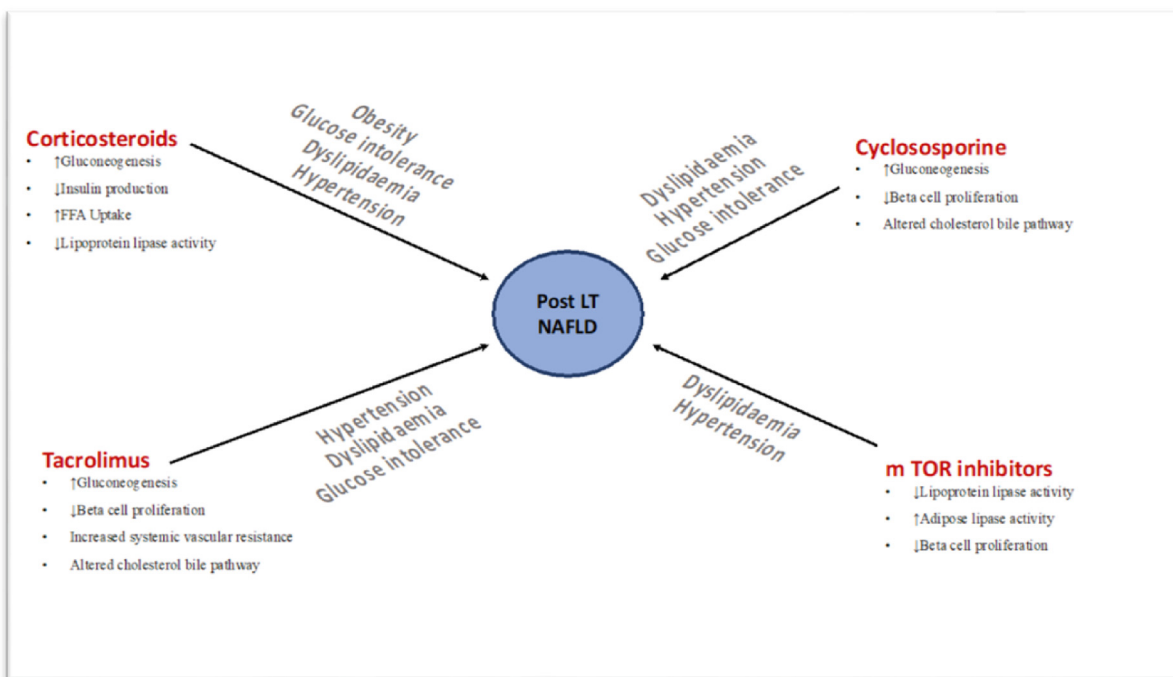 Corticosteroids
• ↑Gluconeogenesis
• ↓Insulin production
• ↑FFA Uptake
• ↓Lipoprotein lipase activity
Obesity
Glucose intolerance
Dyslipidaemia
Hypertension
Dyslipidaemia
Hypertension
Glucose intolerance
Cyclososporine
• ↑Gluconeogenesis
• ↓Beta cell proliferation
• Altered cholesterol bile pathway
Post LT
NAFLD
Tacrolimus
• ↑Gluconeogenesis
• ↓Beta cell proliferation
• Increased systemic vascular resistance
• Altered cholesterol bile pathway
Hypertension
Dyslipidaemia
Glucose intolerance
Dyslipidaemia
Hypertension
m TOR inhibitors
• ↓Lipoprotein lipase activity
• ↑Adipose lipase activity
• ↓Beta cell proliferation